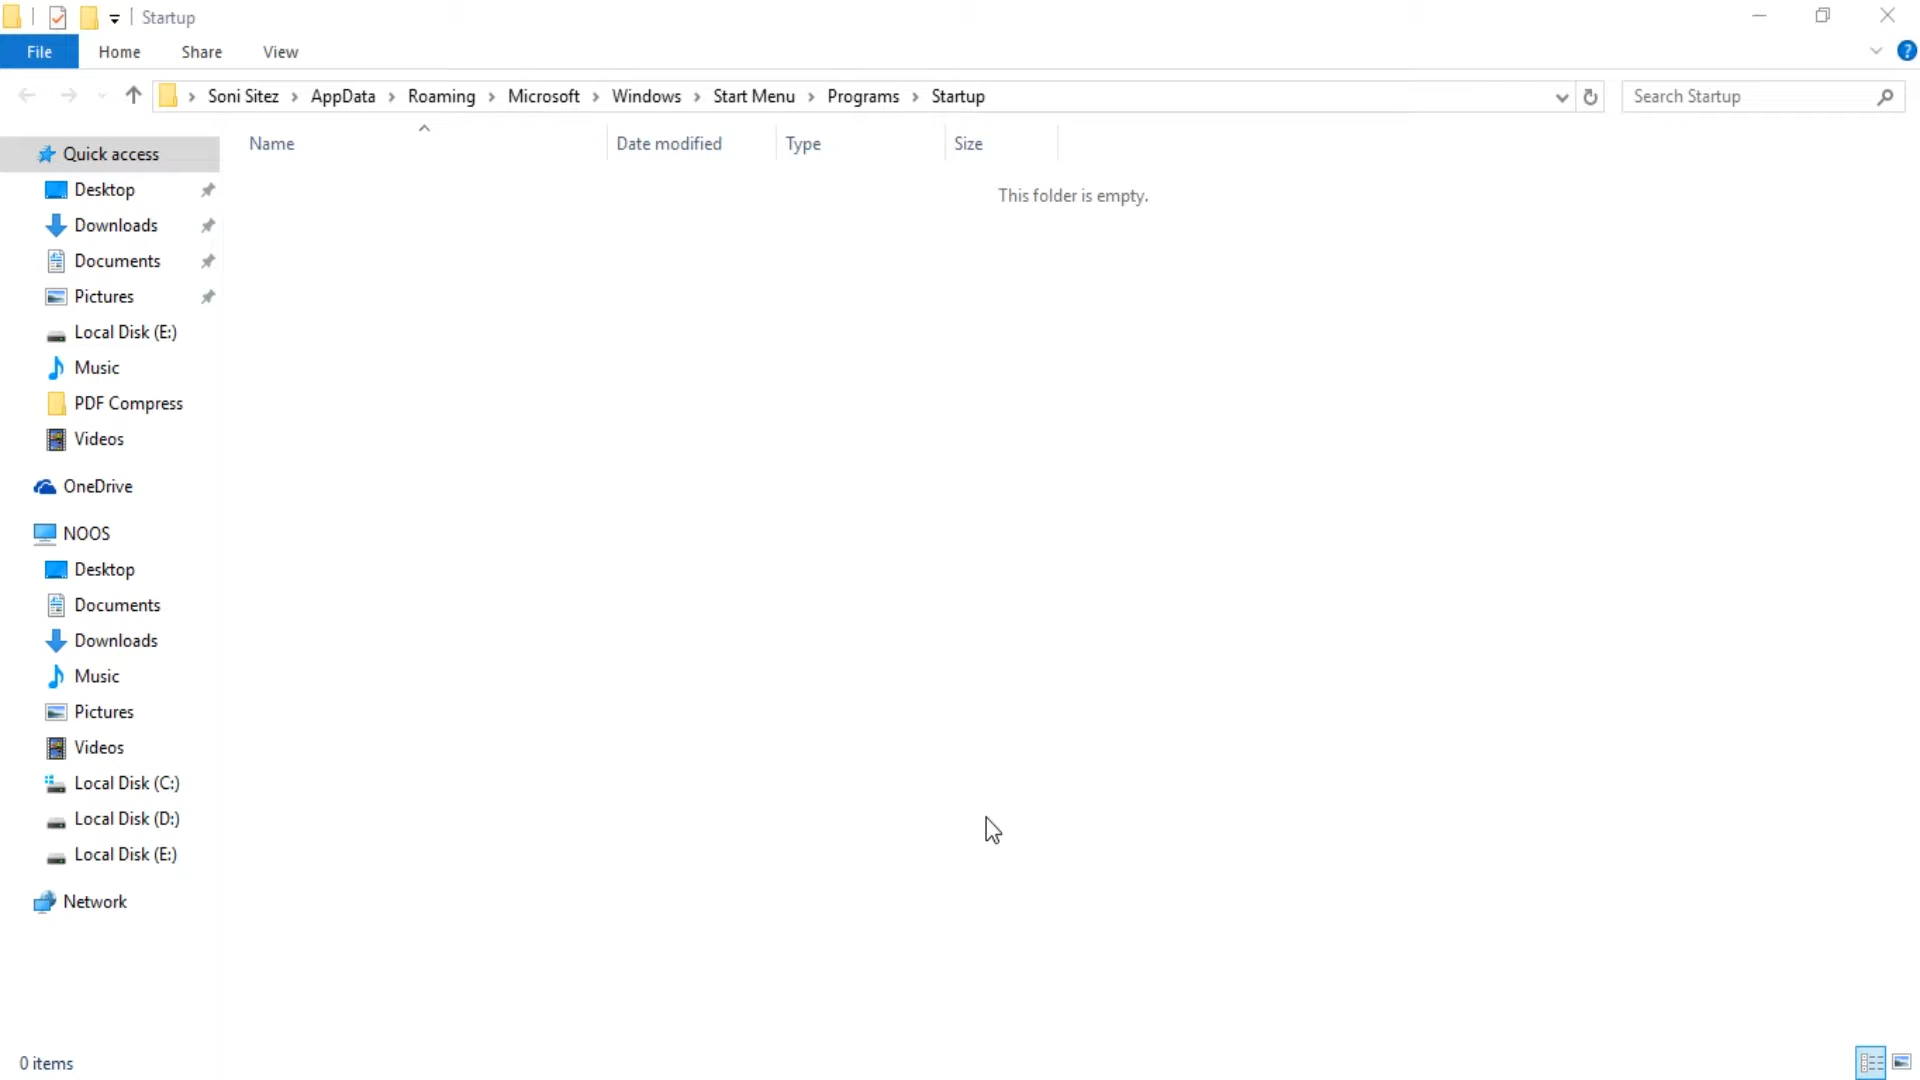 Startup
File Home Share View ?
Soni Sitez AppData Roaming Microsoft Windows Start Menu Programs Startup Search Startup
Name Date modified Type Size
This folder is empty.
Quick access
Desktop
Downloads
Documents
Pictures
Local Disk (E:)
Music
PDF Compress
Videos
OneDrive
NOOS
Desktop
Documents
Downloads
Music
Pictures
Videos
Local Disk (C:)
Local Disk (D:)
Local Disk (E:)
Network
0 items